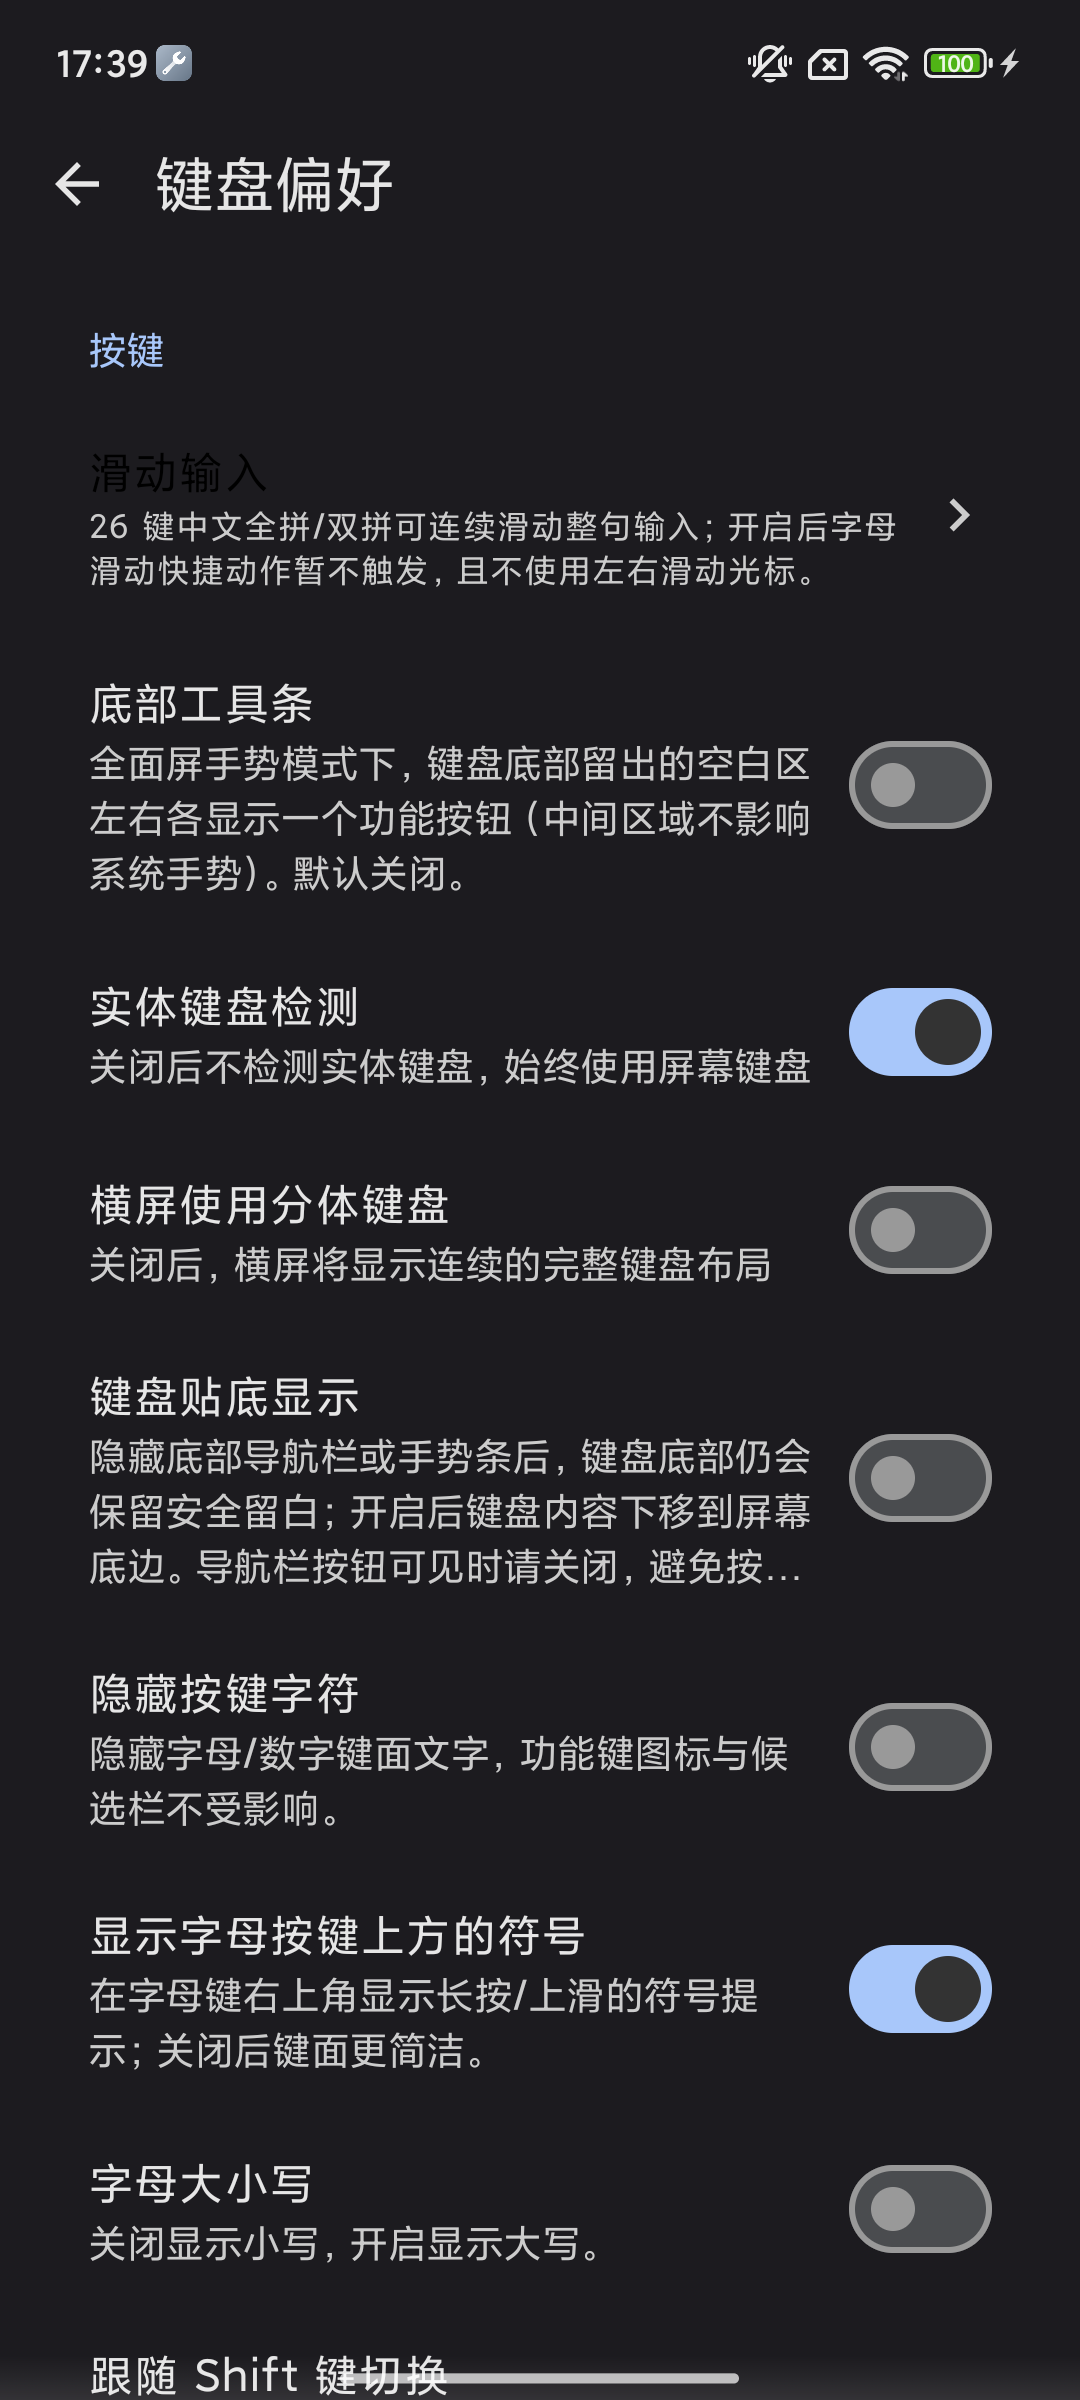 17:39
100
键盘偏好
按键
滑动输入
26 键中文全拼/双拼可连续滑动整句输入；开启后字母
滑动快捷动作暂不触发，且不使用左右滑动光标。
底部工具条
全面屏手势模式下，键盘底部留出的空白区
左右各显示一个功能按钮（中间区域不影响
系统手势）。默认关闭。
实体键盘检测
关闭后不检测实体键盘，始终使用屏幕键盘
横屏使用分体键盘
关闭后，横屏将显示连续的完整键盘布局
键盘贴底显示
隐藏底部导航栏或手势条后，键盘底部仍会
保留安全留白；开启后键盘内容下移到屏幕
底边。导航栏按钮可见时请关闭，避免按...
隐藏按键字符
隐藏字母/数字键面文字，功能键图标与候
选栏不受影响。
显示字母按键上方的符号
在字母键右上角显示长按/上滑的符号提
示；关闭后键面更简洁。
字母大小写
关闭显示小写，开启显示大写。
跟随 Shift 键切换